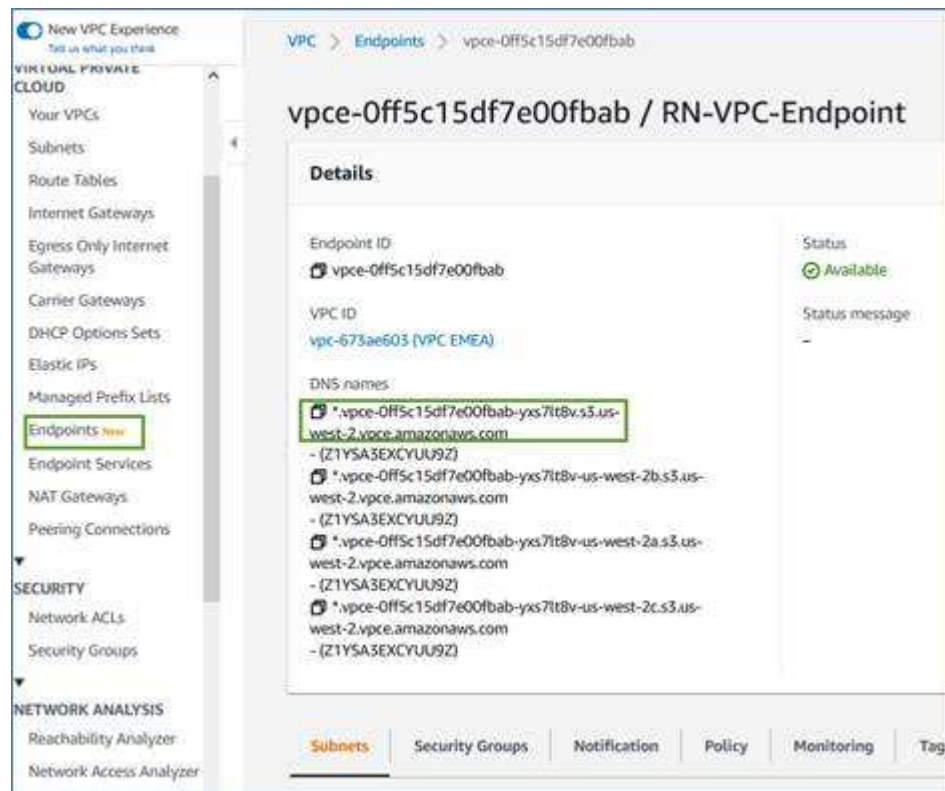 New VPC Experience
Tell us what you think
VIRTUAL PRIVATE
CLOUD
Your VPCs
Subnets
Route Tables
Internet Gateways
Egress Only Internet
Gateways
Carrier Gateways
DHCP Options Sets
Elastic IPs
Managed Prefix Lists
Endpoints New
Endpoint Services
NAT Gateways
Peering Connections
SECURITY
Network ACLs
Security Groups
NETWORK ANALYSIS
Reachability Analyzer
Network Access Analyzer
VPC > Endpoints > vpce-0ff5c15df7e00fbab
vpce-0ff5c15df7e00fbab / RN-VPC-Endpoint
Details
Endpoint ID
vpce-0ff5c15df7e00fbab
VPC ID
vpc-673ae603 (VPC EMEA)
DNS names
*.vpce-0ff5c15df7e00fbab-yxs7lt8v.s3.us-
west-2.vpce.amazonaws.com
- (Z1YSA3EXCYUU9Z)
*.vpce-0ff5c15df7e00fbab-yxs7lt8v-us-west-2b.s3.us-
west-2.vpce.amazonaws.com
- (Z1YSA3EXCYUU9Z)
*.vpce-0ff5c15df7e00fbab-yxs7lt8v-us-west-2a.s3.us-
west-2.vpce.amazonaws.com
- (Z1YSA3EXCYUU9Z)
*.vpce-0ff5c15df7e00fbab-yxs7lt8v-us-west-2c.s3.us-
west-2.vpce.amazonaws.com
- (Z1YSA3EXCYUU9Z)
Status
Available
Status message
-
Subnets
Security Groups
Notification
Policy
Monitoring
Tag